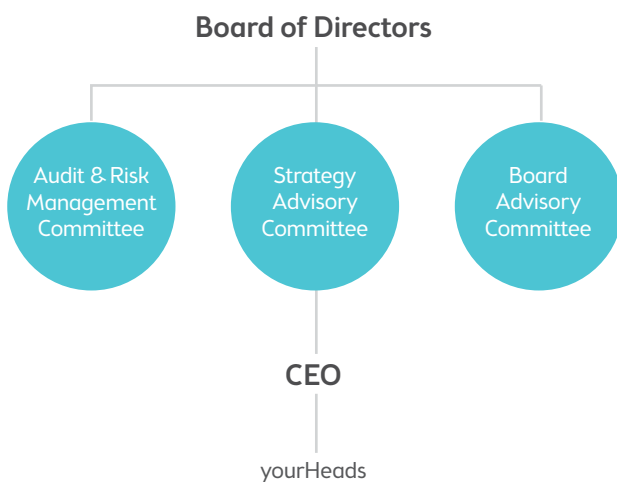 Board of Directors
Audit & Risk
Management
Committee
Strategy
Advisory
Committee
Board
Advisory
Committee
CEO
yourHeads